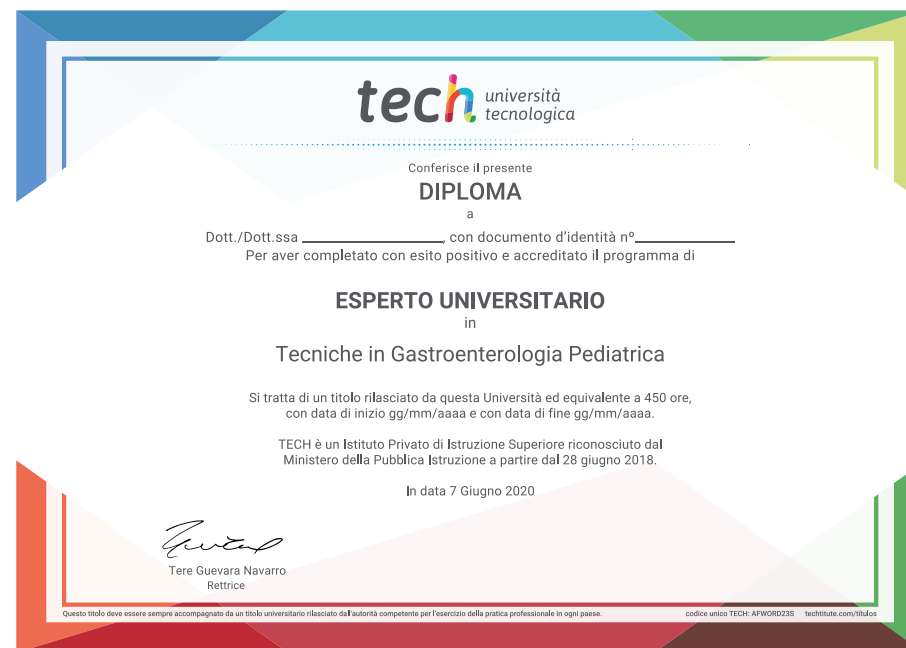 tech università
tecnologica
Conferisce il presente
DIPLOMA
a
Dott./Dott.ssa ____________________, con documento d'identità nº______________
Per aver completato con esito positivo e accreditato il programma di
ESPERTO UNIVERSITARIO
in
Tecniche in Gastroenterologia Pediatrica
Si tratta di un titolo rilasciato da questa Università ed equivalente a 450 ore,
con data di inizio gg/mm/aaaa e con data di fine gg/mm/aaaa.
TECH è un Istituto Privato di Istruzione Superiore riconosciuto dal
Ministero della Pubblica Istruzione a partire dal 28 giugno 2018.
In data 7 Giugno 2020
Tere Guevara Navarro
Rettrice
Questo titolo deve essere sempre accompagnato da un titolo universitario rilasciato dall'autorità competente per l'esercizio della pratica professionale in ogni paese. codice unico TECH: AFWORD23S techtitute.com/titulos